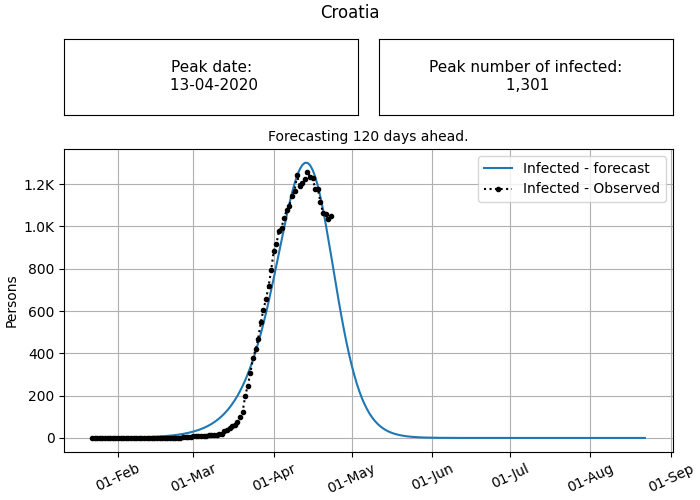 Croatia
Peak date:
13-04-2020
Peak number of infected:
1,301
Forecasting 120 days ahead.
Infected - forecast
Infected - Observed
Persons
1.2K
1.0K
800
600
400
200
0
01-Feb
01-Mar
01-Apr
01-May
01-Jun
01-Jul
01-Aug
01-Sep